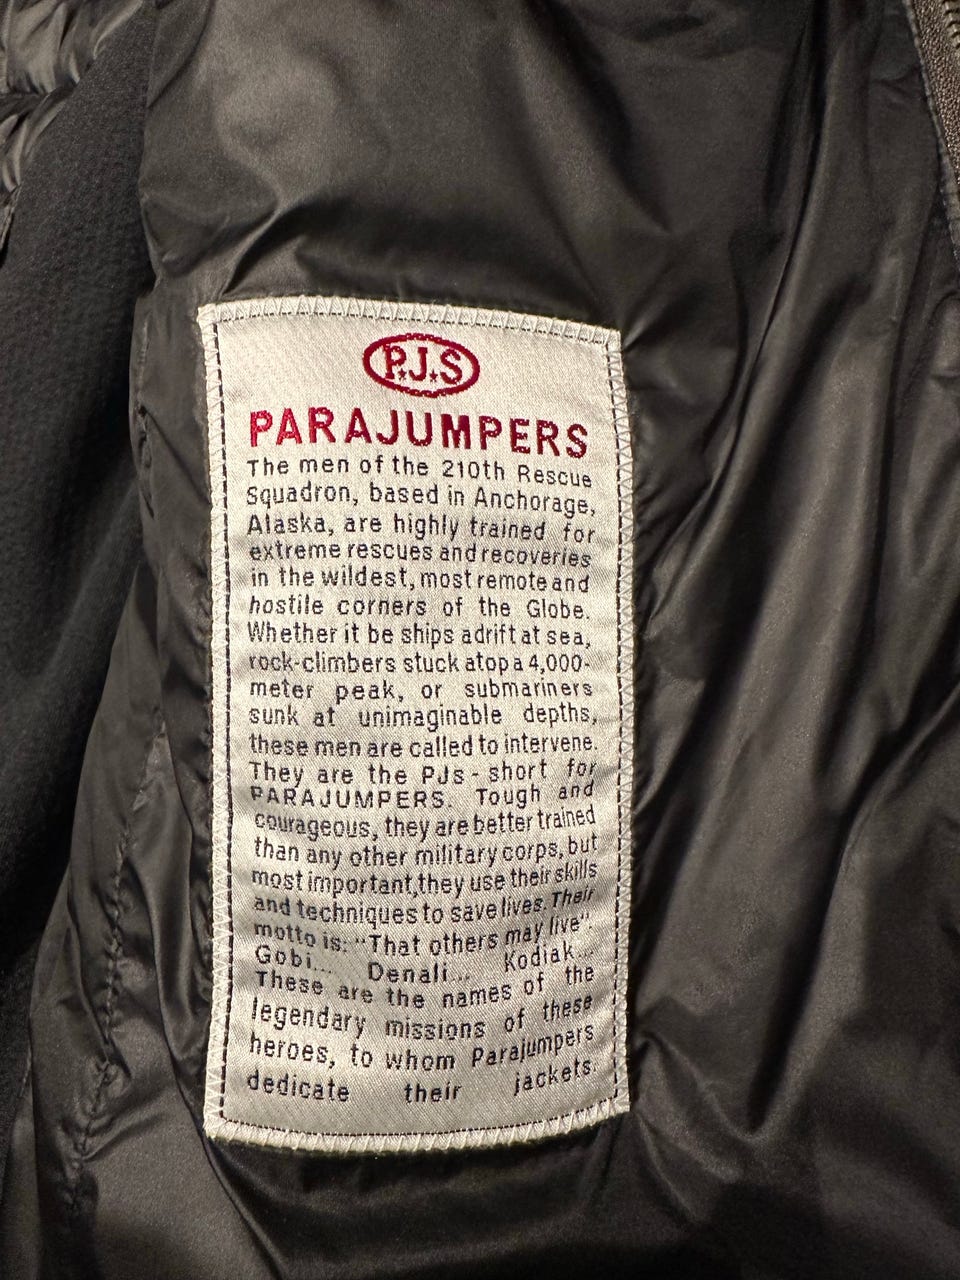 P.J.S
PARAJUMPERS
The men of the 210th Rescue
Squadron, based in Anchorage,
Alaska, are highly trained for
extreme rescues and recoveries
in the wildest, most remote and
hostile corners of the Globe.
Whether it be ships adrift at sea,
rock-climbers stuck atop a 4,000-
meter peak, or submariners
sunk at unimaginable depths,
these men are called to intervene.
They are the PJs - short for
PARAJUMPERS. Tough and
courageous, they are better trained
than any other military corps, but
most important,they use their skills
and techniques to save lives. Their
motto is: "That others may live".
Gobi... Denali... Kodiak...
These are the names of the
legendary missions of these
heroes, to whom Parajumpers
dedicate their jackets.